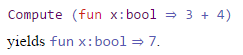 Compute (fun x:bool ⇒ 3 + 4)
yields fun x:bool ⇒ 7.